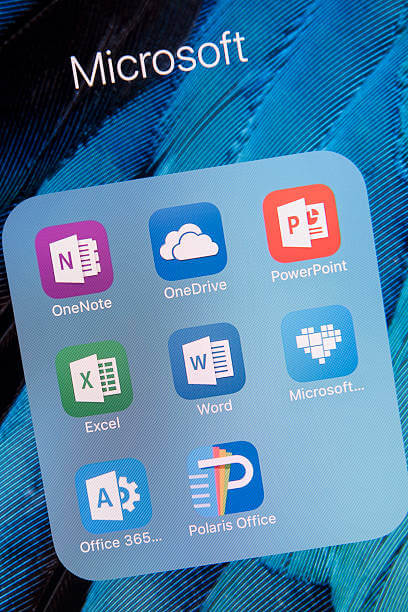 Microsoft
N
OneNote
OneDrive
P
PowerPoint
X
Excel
W
Word
Microsoft...
A
Office 365...
P
Polaris Office